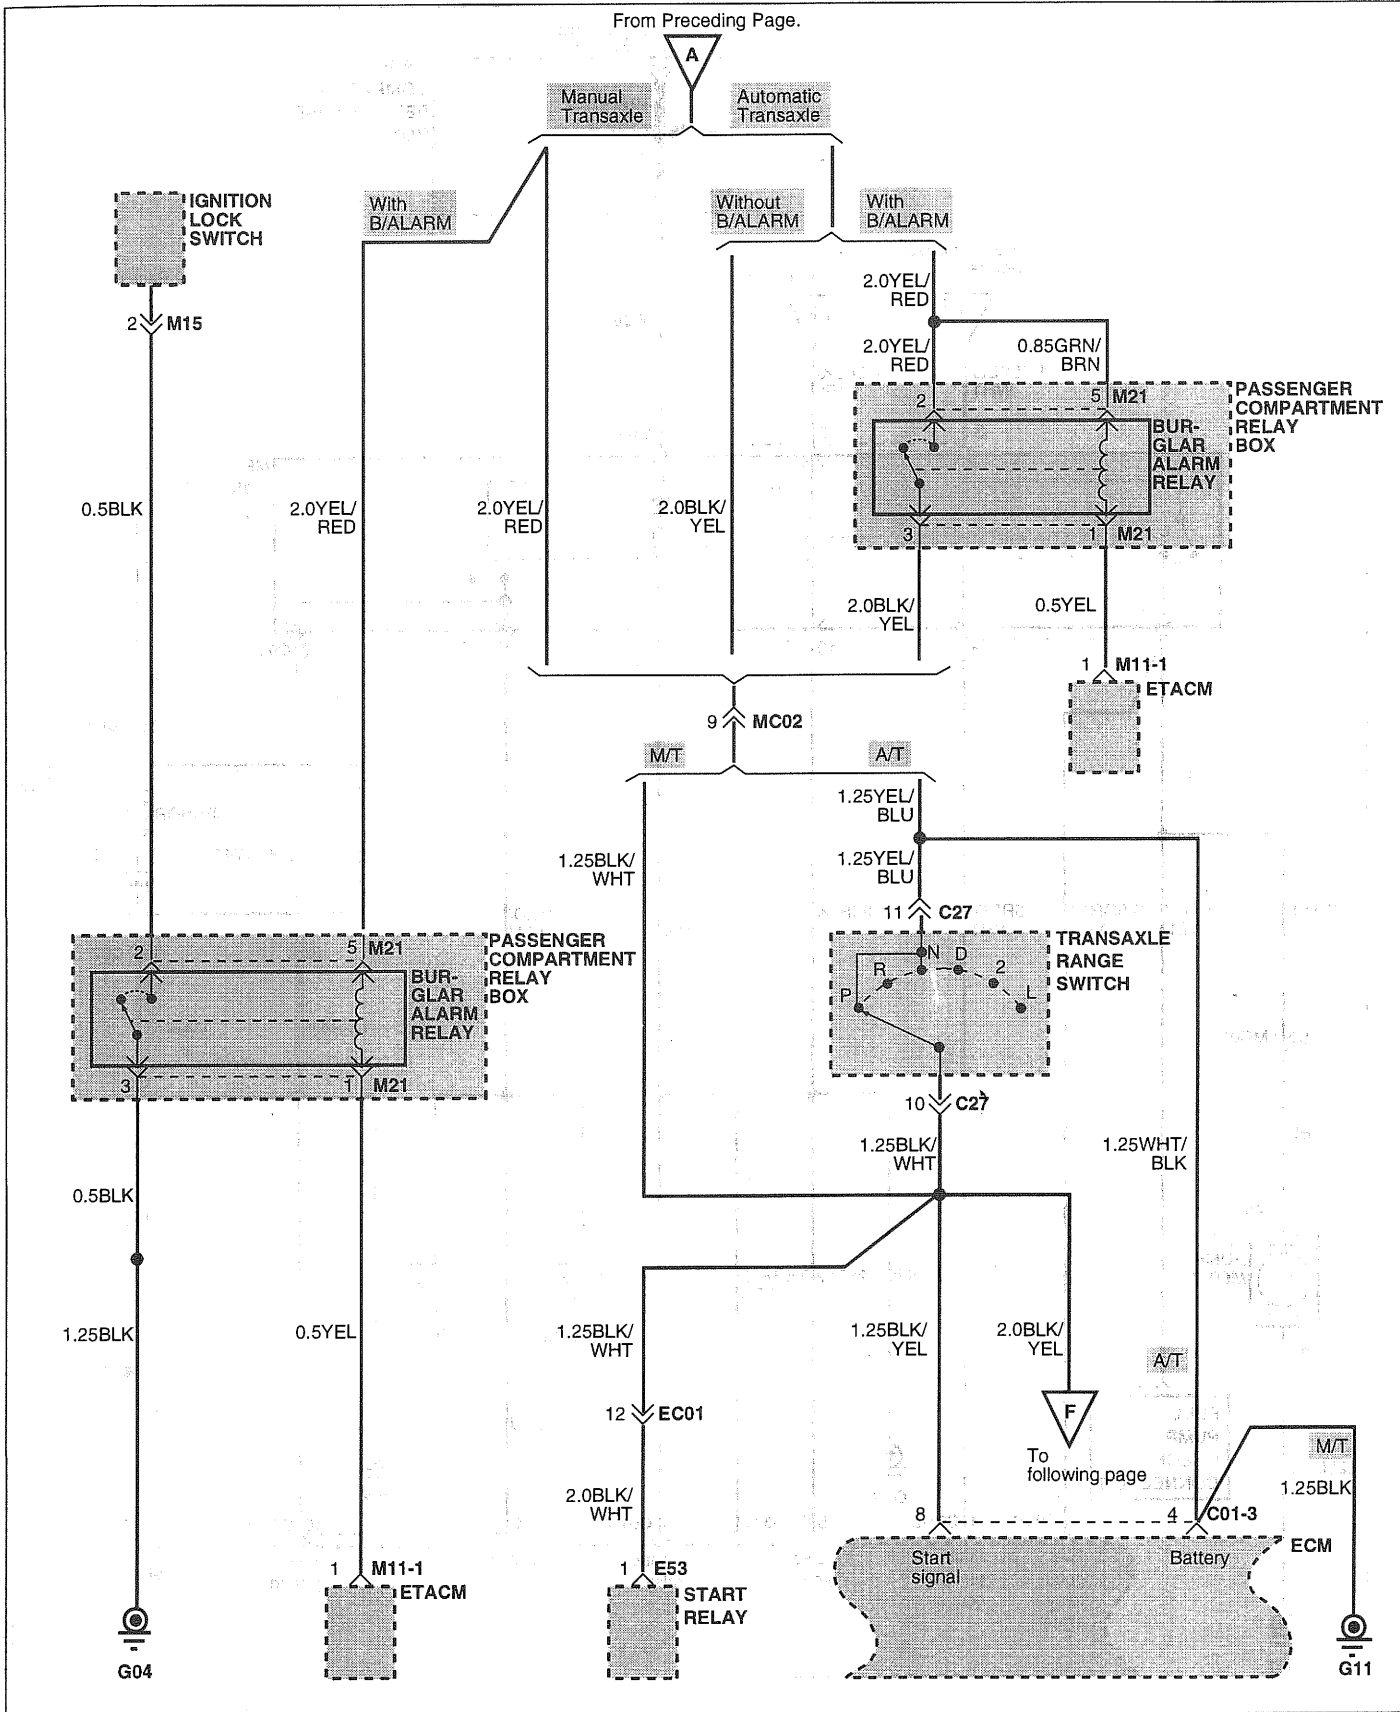 From Preceding Page.
A
Manual
Transaxle
Automatic
Transaxle
IGNITION
LOCK
SWITCH
With
B/ALARM
Without
B/ALARM
With
B/ALARM
2.0YEL/
RED
2 M15
2.0YEL/
RED
0.85GRN/
BRN
2
5 M21
PASSENGER
COMPARTMENT
RELAY
BOX
BUR-
GLAR
ALARM
RELAY
0.5BLK
2.0YEL/
RED
2.0YEL/
RED
2.0BLK/
YEL
3
1 M21
2.0BLK/
YEL
0.5YEL
1 M11-1
ETACM
9 MC02
M/T
A/T
1.25YEL/
BLU
1.25BLK/
WHT
1.25YEL/
BLU
11 C27
2
5 M21
PASSENGER
COMPARTMENT
RELAY
BOX
BUR-
GLAR
ALARM
RELAY
TRANSAXLE
RANGE
SWITCH
P
R
N
D
2
L
3
1 M21
10 C27
1.25BLK/
WHT
1.25WHT/
BLK
0.5BLK
1.25BLK
0.5YEL
1.25BLK/
WHT
1.25BLK/
YEL
2.0BLK/
YEL
A/T
12 EC01
F
To
following page
M/T
1.25BLK
2.0BLK/
WHT
8
4 C01-3
ECM
Start
signal
Battery
1 M11-1
ETACM
1 E53
START
RELAY
G04
G11